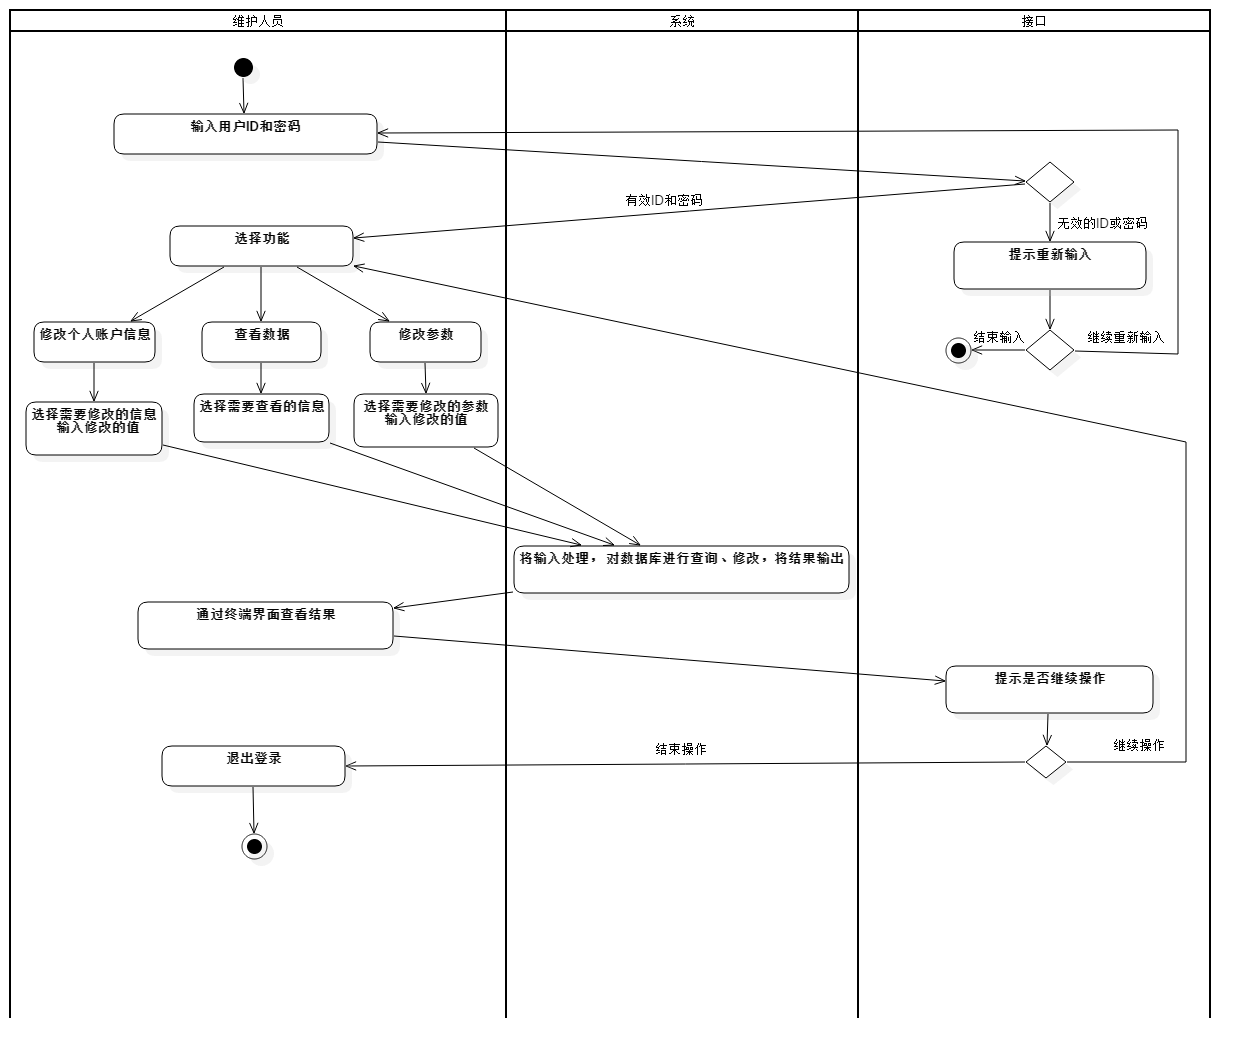 维护人员
系统
接口
输入用户ID和密码
有效ID和密码
无效的ID或密码
选择功能
提示重新输入
修改个人账户信息
查看数据
修改参数
结束输入
继续重新输入
选择需要修改的信息
输入修改的值
选择需要查看的信息
选择需要修改的参数
输入修改的值
将输入处理，对数据库进行查询、修改，将结果输出
通过终端界面查看结果
提示是否继续操作
结束操作
继续操作
退出登录